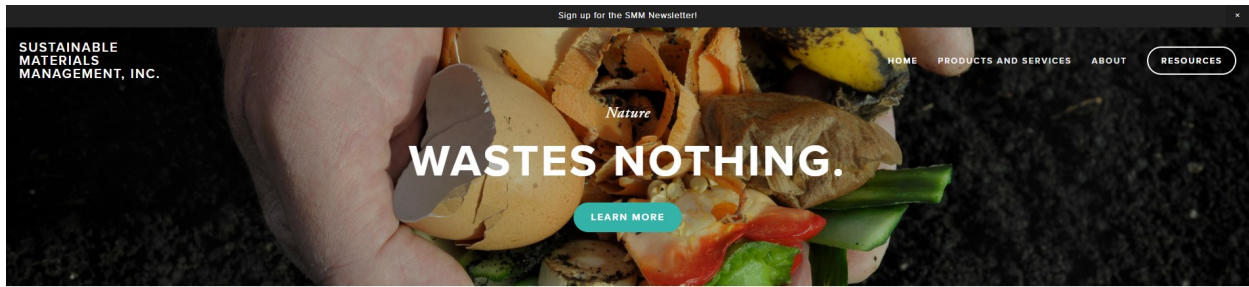 Sign up for the SMM Newsletter!
×
SUSTAINABLE
MATERIALS
MANAGEMENT, INC.
HOME PRODUCTS AND SERVICES ABOUT RESOURCES
Nature
WASTES NOTHING.
LEARN MORE